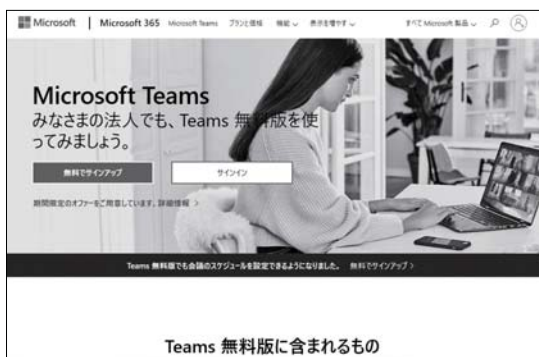 Microsoft | Microsoft 365 Microsoft Teams プランと価格 機能 表示を増やす すべて Microsoft 製品
Microsoft Teams
みなさまの法人でも、Teams 無料版を使
ってみましょう。
無料でサインアップ
サインイン
期間限定のオファーをご用意しています。詳細情報 >
Teams 無料版でも会議のスケジュールを設定できるようになりました。 無料でサインアップ >
Teams 無料版に含まれるもの